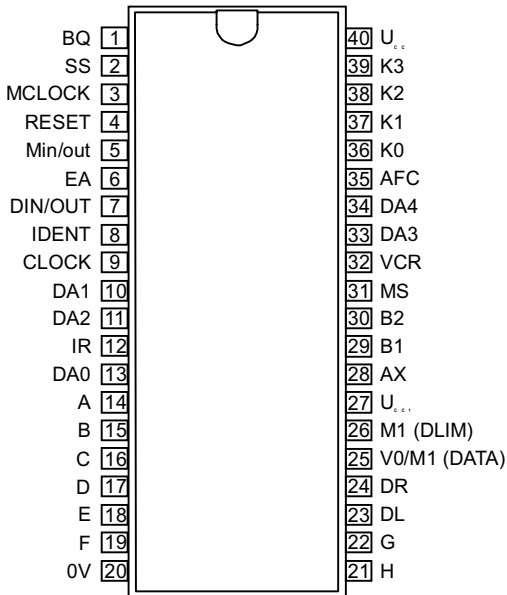 BQ 1 40 U
SS 2 39 K3
MCLOCK 3 38 K2
RESET 4 37 K1
Min/out 5 36 K0
EA 6 35 AFC
DIN/OUT 7 34 DA4
IDENT 8 33 DA3
CLOCK 9 32 VCR
DA1 10 31 MS
DA2 11 30 B2
IR 12 29 B1
DA0 13 28 AX
A 14 27 U
B 15 26 M1 (DLIM)
C 16 25 V0/M1 (DATA)
D 17 24 DR
E 18 23 DL
F 19 22 G
0V 20 21 H